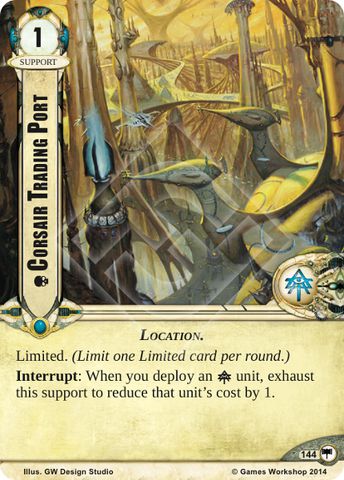 1
SUPPORT
CORSAIR TRADING PORT
LOCATION.
Limited. (Limit one Limited card per round.)
Interrupt: When you deploy an unit, exhaust
this support to reduce that unit's cost by 1.
144
Illus. GW Design Studio
© Games Workshop 2014